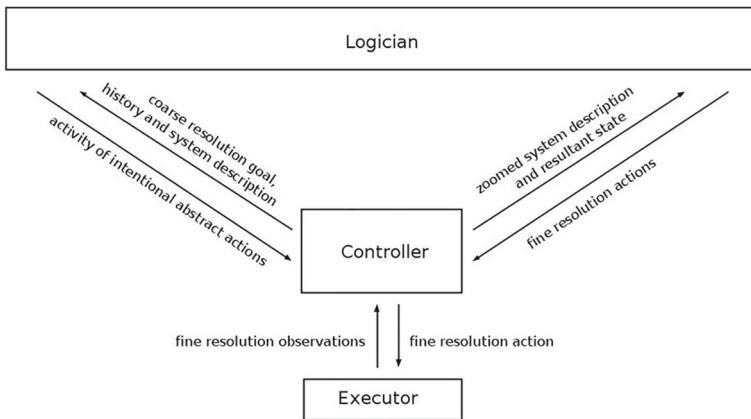 Logician
coarse resolution goal,
history and system description
activity of intentional abstract actions
zoomed system description
and resultant state
fine resolution actions
Controller
fine resolution observations
fine resolution action
Executor